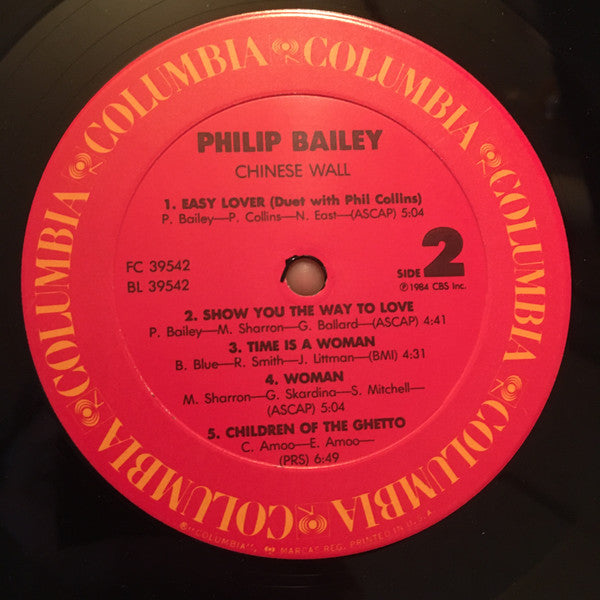 COLUMBIA COLUMBIA COLUMBIA COLUMBIA COLUMBIA COLUMBIA COLUMBIA
PHILIP BAILEY
CHINESE WALL
1. EASY LOVER (Duet with Phil Collins)
P. Bailey—P. Collins—N. East—(ASCAP) 5:04
FC 39542
BL 39542
SIDE 2
℗ 1984 CBS Inc.
2. SHOW YOU THE WAY TO LOVE
P. Bailey—M. Sharron—G. Ballard—(ASCAP) 4:41
3. TIME IS A WOMAN
B. Blue—R. Smith—J. Littman—(BMI) 4:31
4. WOMAN
M. Sharron—G. Skardina—S. Mitchell—
(ASCAP) 5:04
5. CHILDREN OF THE GHETTO
C. Amoo—E. Amoo—
(PRS) 6:49
"COLUMBIA", MARCAS REG. PRINTED IN U.S.A.